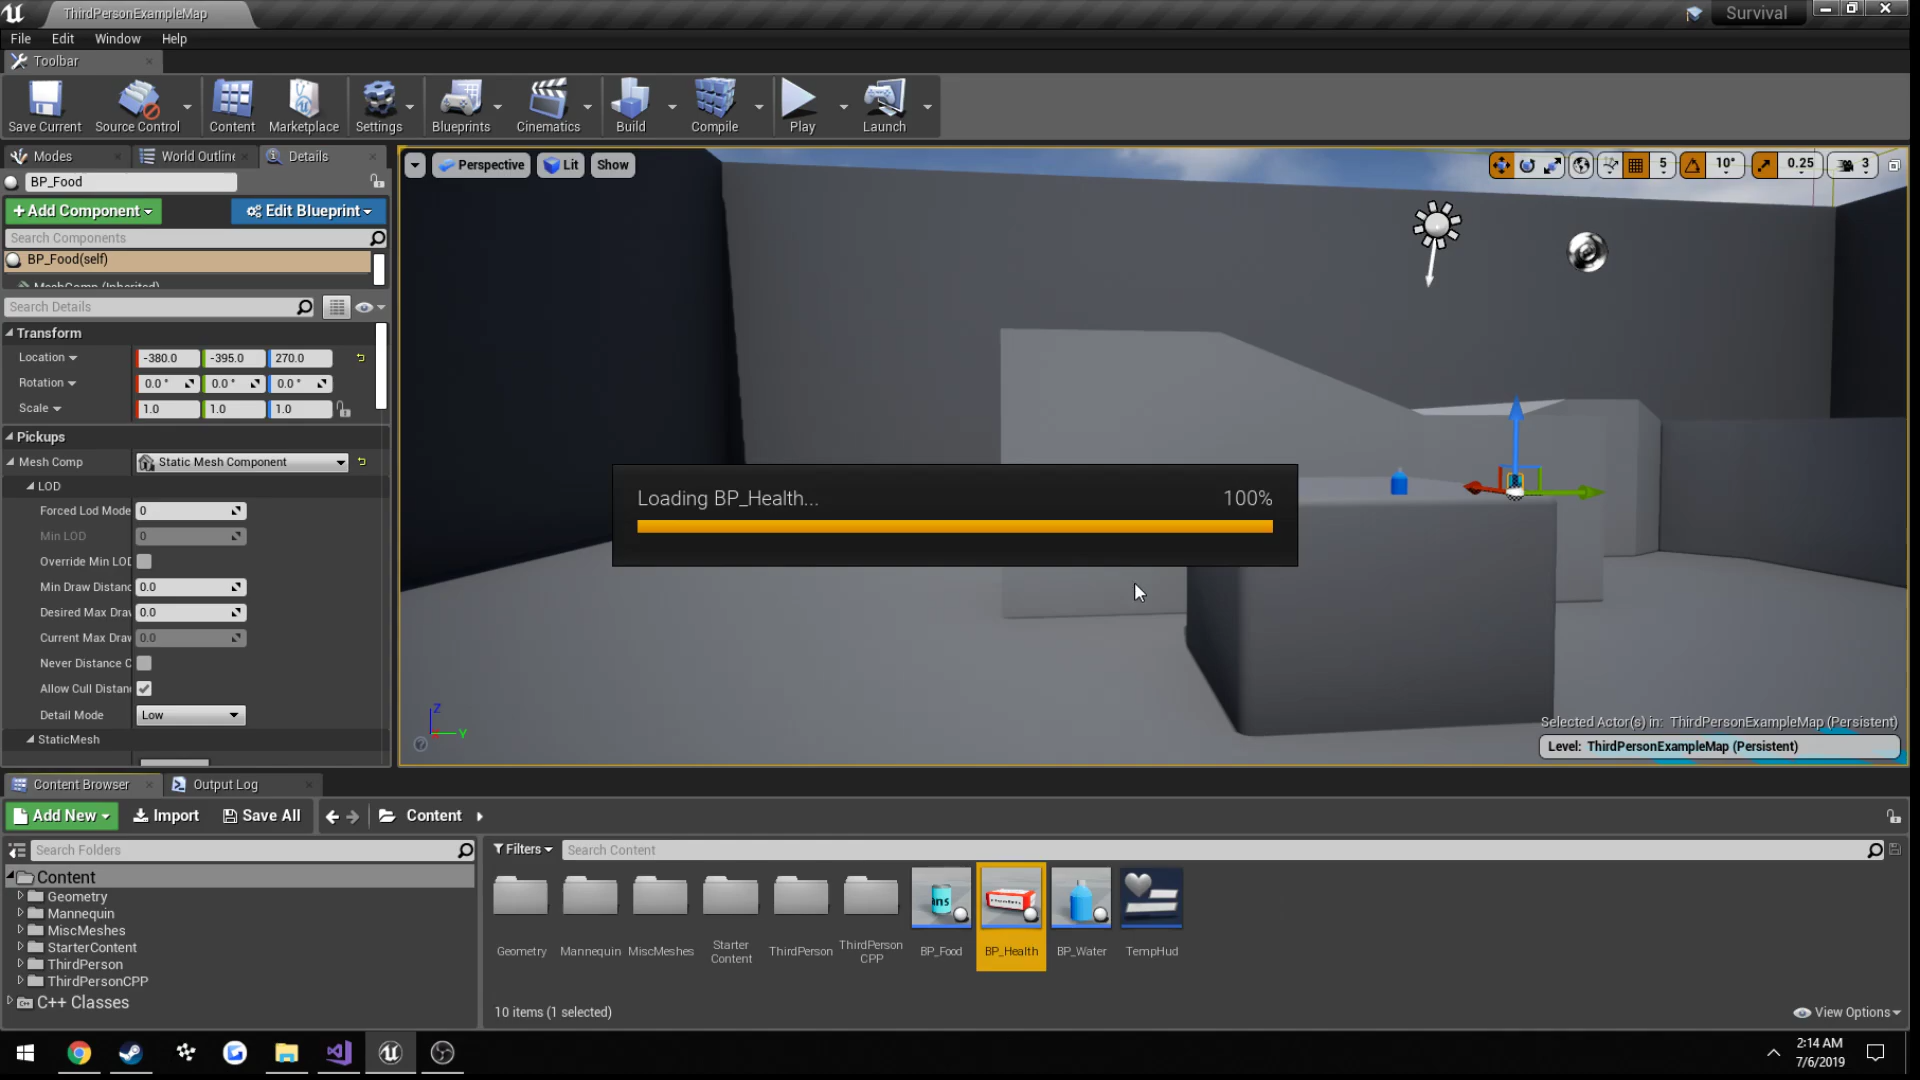 ThirdPersonExampleMap
Survival
File Edit Window Help
Toolbar
Save Current
Source Control
Content
Marketplace
Settings
Blueprints
Cinematics
Build
Compile
Play
Launch
Modes
World Outline
Details
BP_Food
+Add Component
Edit Blueprint
Search Components
BP_Food(self)
MeshComp (Inherited)
Search Details
Transform
Location -380.0 -395.0 270.0
Rotation 0.0 ° 0.0 ° 0.0 °
Scale 1.0 1.0 1.0
Pickups
Mesh Comp Static Mesh Component
LOD
Forced Lod Mode 0
Min LOD 0
Override Min LOD
Min Draw Distanc 0.0
Desired Max Drav 0.0
Current Max Draw 0.0
Never Distance C
Allow Cull Distan
Detail Mode Low
StaticMesh
Perspective Lit Show
5 10° 0.25 3
Loading BP_Health... 100%
Z
Y
Selected Actor(s) in: ThirdPersonExampleMap (Persistent)
Level: ThirdPersonExampleMap (Persistent)
Content Browser
Output Log
Add New Import Save All Content
Search Folders
Filters Search Content
Content
Geometry
Mannequin
MiscMeshes
StarterContent
ThirdPerson
ThirdPersonCPP
C++ Classes
ans
Geometry
Mannequin
MiscMeshes
Starter
Content
ThirdPerson
ThirdPerson
CPP
BP_Food
BP_Health
BP_Water
TempHud
10 items (1 selected)
View Options
2:14 AM
7/6/2019